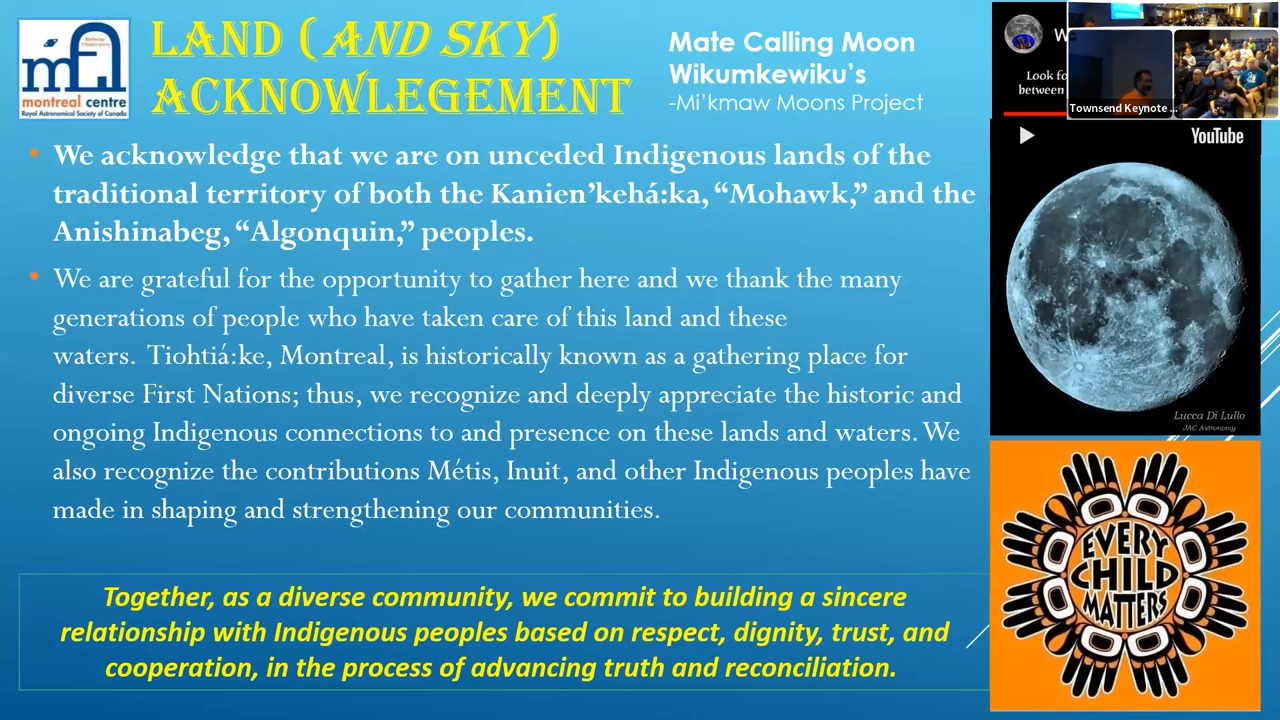 montreal centre
Royal Astronomical Society of Canada
LAND (AND SKY)
ACKNOWLEGEMENT
Mate Calling Moon
Wikumkewiku's
-Mi'kmaw Moons Project
We acknowledge that we are on unceded Indigenous lands of the
traditional territory of both the Kanien'kehá:ka, “Mohawk,” and the
Anishinabeg, “Algonquin,” peoples.
We are grateful for the opportunity to gather here and we thank the many
generations of people who have taken care of this land and these
waters. Tiohtiá:ke, Montreal, is historically known as a gathering place for
diverse First Nations; thus, we recognize and deeply appreciate the historic and
ongoing Indigenous connections to and presence on these lands and waters. We
also recognize the contributions Métis, Inuit, and other Indigenous peoples have
made in shaping and strengthening our communities.
Together, as a diverse community, we commit to building a sincere
relationship with Indigenous peoples based on respect, dignity, trust, and
cooperation, in the process of advancing truth and reconciliation.
Look fo
between
Townsend Keynote ...
YouTube
Lucca Di Lullo
JAC Astronomy
EVERY
CHILD
MATTERS